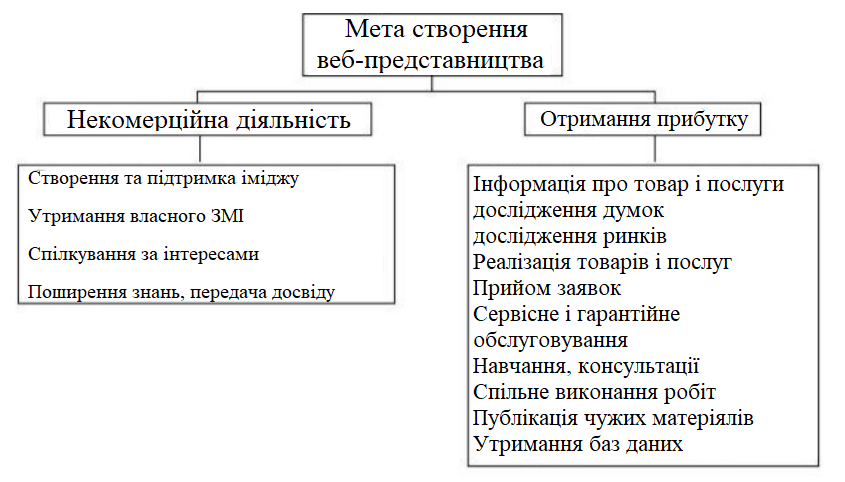 Мета створення
веб-представництва
Некомерційна діяльність
Отримання прибутку
Створення та підтримка іміджу
Утримання власного ЗМІ
Спілкування за інтересами
Поширення знань, передача досвіду
Інформація про товар і послуги
дослідження думок
дослідження ринків
Реалізація товарів і послуг
Прийом заявок
Сервісне і гарантійне
обслуговування
Навчання, консультації
Спільне виконання робіт
Публікація чужих матеріялів
Утримання баз даних